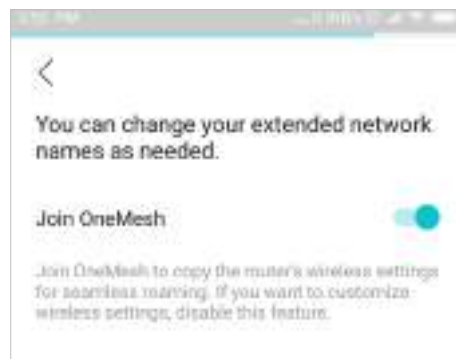 You can change your extended network
names as needed.
Join OneMesh
Join OneMesh to copy the router's wireless settings
for seamless roaming. If you want to customize
wireless settings, disable this feature.